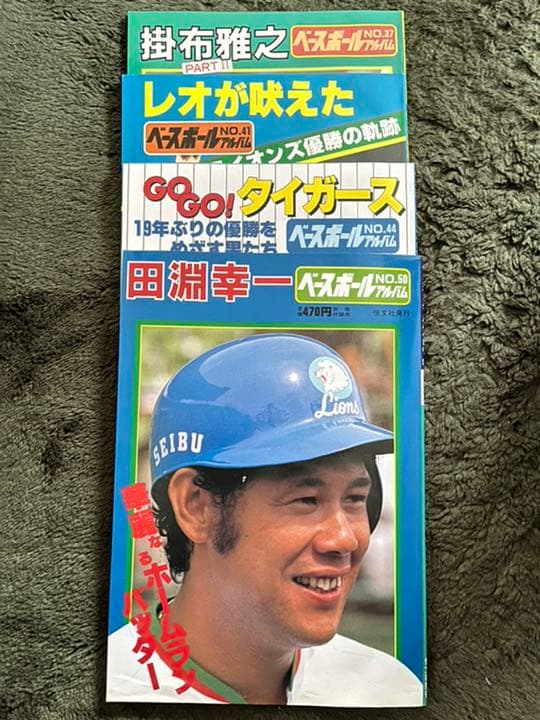 掛布雅之
PART II
ベースボールアルバム NO.37
レオが吠えた
ベースボールアルバム NO.41
イオンズ優勝の軌跡
GO GO! タイガース
19年ぶりの優勝を
めざす男たち
ベースボールアルバム NO.44
田淵幸一
ベースボールアルバム NO.50
定価470円
恒文社発行
Lions
SEIBU
華麗なる
ホームラン
バッター